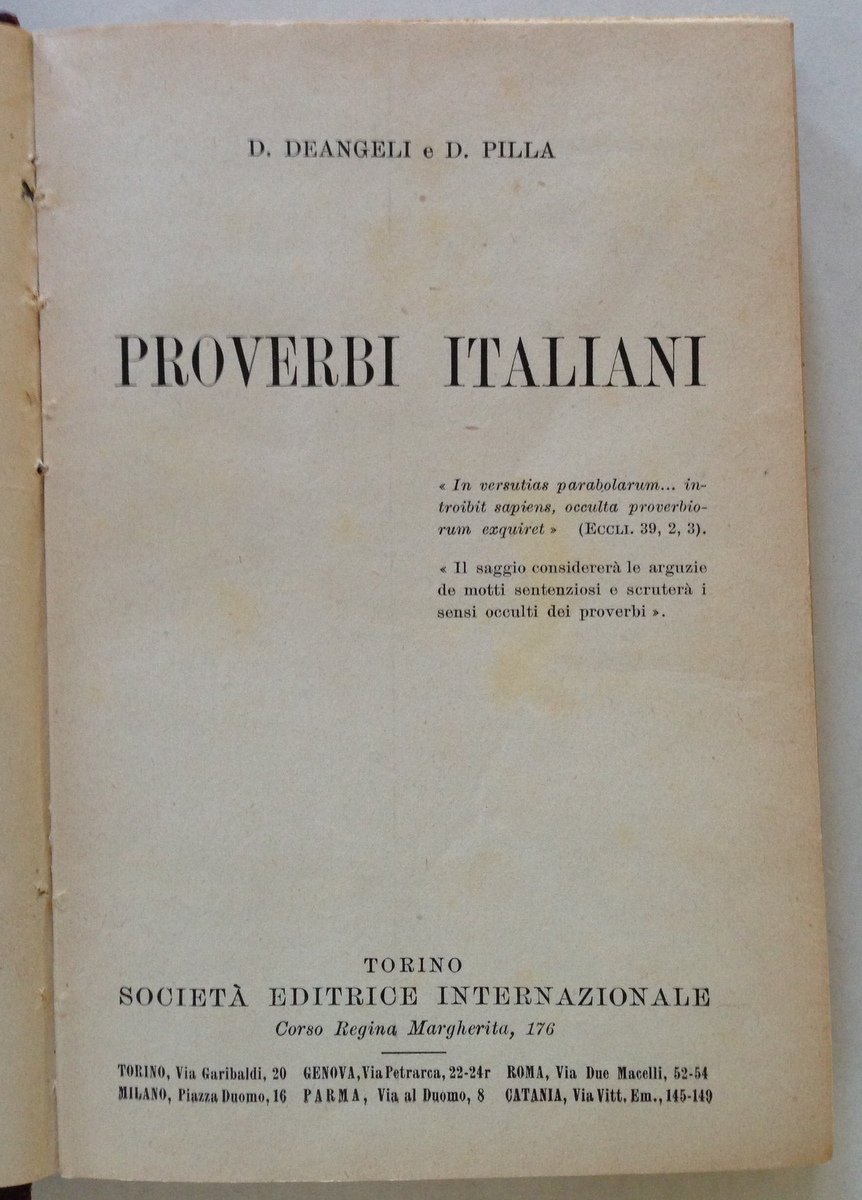 D. DEANGELI e D. PILLA
PROVERBI ITALIANI
« In versutias parabolarum... in-
troibit sapiens, occulta proverbio-
rum exquiret » (ECCLI. 39, 2, 3).
« Il saggio considererà le arguzie
de motti sentenziosi e scruterà i
sensi occulti dei proverbi ».
TORINO
SOCIETÀ EDITRICE INTERNAZIONALE
Corso Regina Margherita, 176
TORINO, Via Garibaldi, 20 GENOVA, Via Petrarca, 22-24r ROMA, Via Due Macelli, 52-54
MILANO, Piazza Duomo, 16 PARMA, Via al Duomo, 8 CATANIA, Via Vitt. Em., 145-149